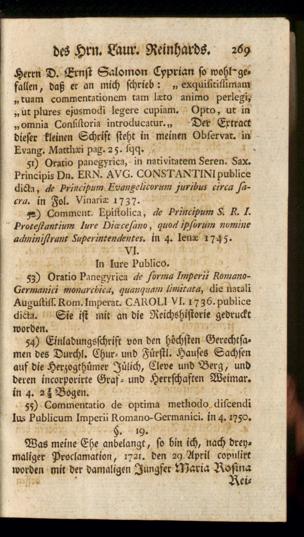 des Hrn. Laur. Reinhards. 269
Herrn D. Ernst Salomon Cyprian so wohl ge-
fallen, daß er an mich schrieb: „exquisitissimam
„tuam commentationem tam læto animo perlegi,
„ut plures ejusmodi legere cupiam. Opto, ut in
„omnia Consistoria introducatur„. Der Extract
dieser kleinen Schrift steht in meinen Observat. in
Evang. Matthæi pag. 25. sqq.
51) Oratio panegyrica, in nativitatem Seren. Sax.
Principis Dn. ERN. AVG. CONSTANTINI publice
dicta, de Principum Evangelicorum juribus circa sa-
cra. in Fol. Vinariæ 1737.
52) Comment. Epistolica, de Principum S. R. I.
Protestantium Iure Diœcesano, quod ipsorum nomine
administrant Superintendentes. in 4. Ienæ 1745.
VI.
In Iure Publico.
53) Oratio Panegyrica de forma Imperii Romano-
Germanici monarchica, quanquam limitata, die natali
Augustiss. Rom. Imperat. CAROLI VI. 1736. publice
dicta. Sie ist mit an die Reichshistorie gedruckt
worden.
54) Einladungsschrift von den höchsten Gerechtsa-
men des Durchl. Chur- und Fürstl. Hauses Sachsen
auf die Herzogthümer Jülich, Cleve und Berg, und
deren incorporirte Graf- und Herrschaften Weimar.
in 4. 2½ Bogen.
55) Commentatio de optima methodo discendi
Ius Publicum Imperii Romano-Germanici. in 4. 1750.
§. 19.
Was meine Ehe anbelangt, so bin ich, nach drey-
maliger Proclamation, 1721. den 29 April copulirt
worden mit der damaligen Jungfer Maria Rosina
Rei-